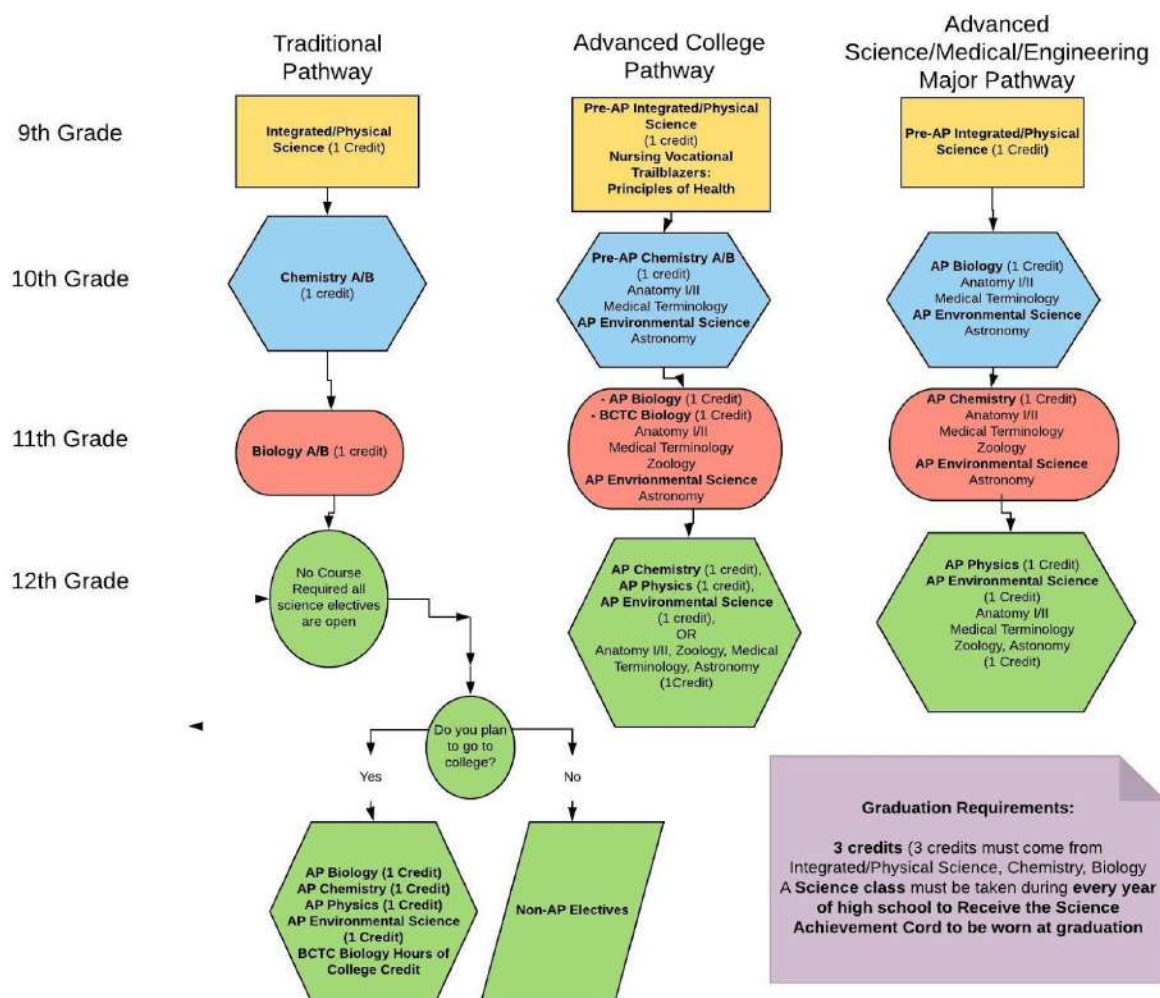 Traditional
Pathway
Advanced College
Pathway
Advanced
Science/Medical/Engineering
Major Pathway
9th Grade
Integrated/Physical
Science (1 Credit)
Pre-AP Integrated/Physical
Science
(1 credit)
Nursing Vocational
Trailblazers:
Principles of Health
Pre-AP Integrated/Physical
Science (1 Credit)
10th Grade
Chemistry A/B
(1 credit)
Pre-AP Chemistry A/B
(1 credit)
Anatomy I/II
Medical Terminology
AP Environmental Science
Astronomy
AP Biology (1 Credit)
Anatomy I/II
Medical Terminology
AP Environmental Science
Astronomy
11th Grade
Biology A/B (1 credit)
- AP Biology (1 Credit)
- BCTC Biology (1 Credit)
Anatomy I/II
Medical Terminology
Zoology
AP Envrionmental Science
Astronomy
AP Chemistry (1 Credit)
Anatomy I/II
Medical Terminology
Zoology
AP Environmental Science
Astronomy
12th Grade
No Course
Required all
science electives
are open
AP Chemistry (1 credit),
AP Physics (1 credit),
AP Environmental Science
(1 credit),
OR
Anatomy I/II, Zoology, Medical
Terminology, Astronomy
(1Credit)
AP Physics (1 Credit)
AP Environmental Science
(1 Credit)
Anatomy I/II
Medical Terminology
Zoology, Astonomy
(1 Credit)
Do you plan
to go to
college?
Yes
No
AP Biology (1 Credit)
AP Chemistry (1 Credit)
AP Physics (1 Credit)
AP Environmental Science
(1 Credit)
BCTC Biology Hours of
College Credit
Non-AP Electives
Graduation Requirements:
3 credits (3 credits must come from
Integrated/Physical Science, Chemistry, Biology
A Science class must be taken during every year
of high school to Receive the Science
Achievement Cord to be worn at graduation